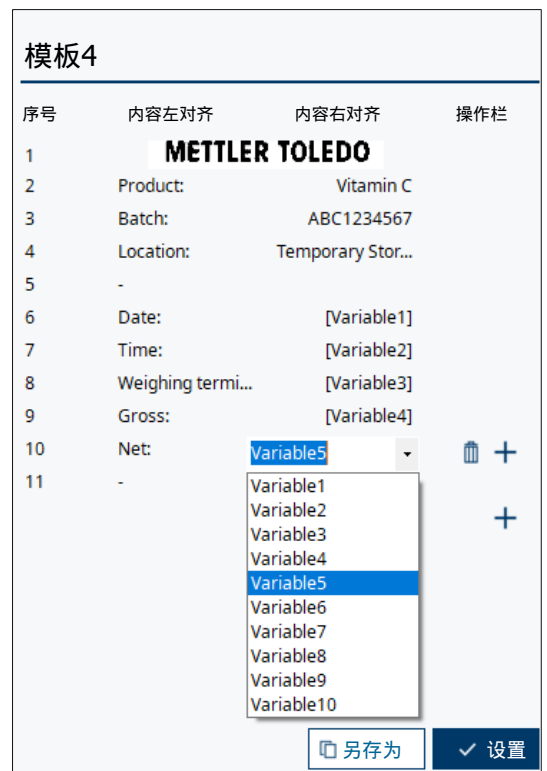 模板4
序号 内容左对齐 内容右对齐 操作栏
1 METTLER TOLEDO
2 Product: Vitamin C
3 Batch: ABC1234567
4 Location: Temporary Stor...
5 -
6 Date: [Variable1]
7 Time: [Variable2]
8 Weighing termi... [Variable3]
9 Gross: [Variable4]
10 Net: Variable5
11 -
Variable1
Variable2
Variable3
Variable4
Variable5
Variable6
Variable7
Variable8
Variable9
Variable10
另存为 设置